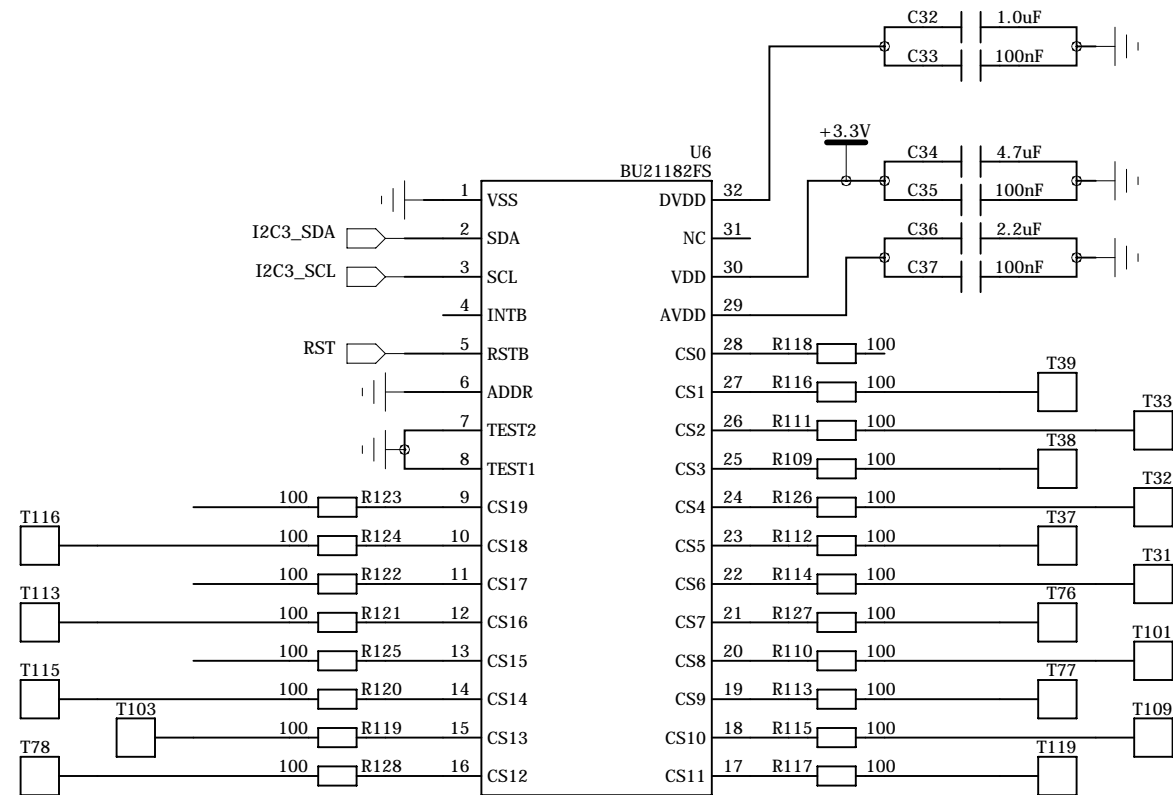 C32 1.0uF
C33 100nF
+3.3V
U6
BU21182FS
C34 4.7uF
C35 100nF
C36 2.2uF
C37 100nF
1 VSS DVDD 32
I2C3_SDA 2 SDA NC 31
I2C3_SCL 3 SCL VDD 30
4 INTB AVDD 29
RST 5 RSTB CS0 28 R118 100
6 ADDR CS1 27 R116 100 T39
7 TEST2 CS2 26 R111 100 T33
8 TEST1 CS3 25 R109 100 T38
100 R123 9 CS19 CS4 24 R126 100 T32
T116 100 R124 10 CS18 CS5 23 R112 100 T37
100 R122 11 CS17 CS6 22 R114 100 T31
T113 100 R121 12 CS16 CS7 21 R127 100 T76
100 R125 13 CS15 CS8 20 R110 100 T101
T115 100 R120 14 CS14 CS9 19 R113 100 T77
T103 100 R119 15 CS13 CS10 18 R115 100 T109
T78 100 R128 16 CS12 CS11 17 R117 100 T119